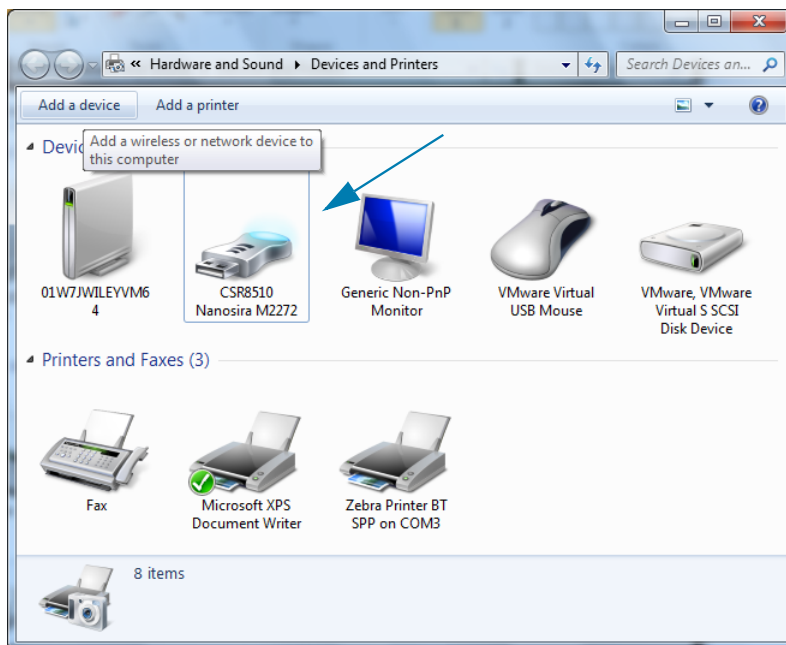 « Hardware and Sound ▸ Devices and Printers
Search Devices an...
Add a device
Add a printer
Add a wireless or network device to
this computer
Devic
01W7JWILEYVM6
4
CSR8510
Nanosira M2272
Generic Non-PnP
Monitor
VMware Virtual
USB Mouse
VMware, VMware
Virtual S SCSI
Disk Device
Printers and Faxes (3)
Fax
Microsoft XPS
Document Writer
Zebra Printer BT
SPP on COM3
8 items